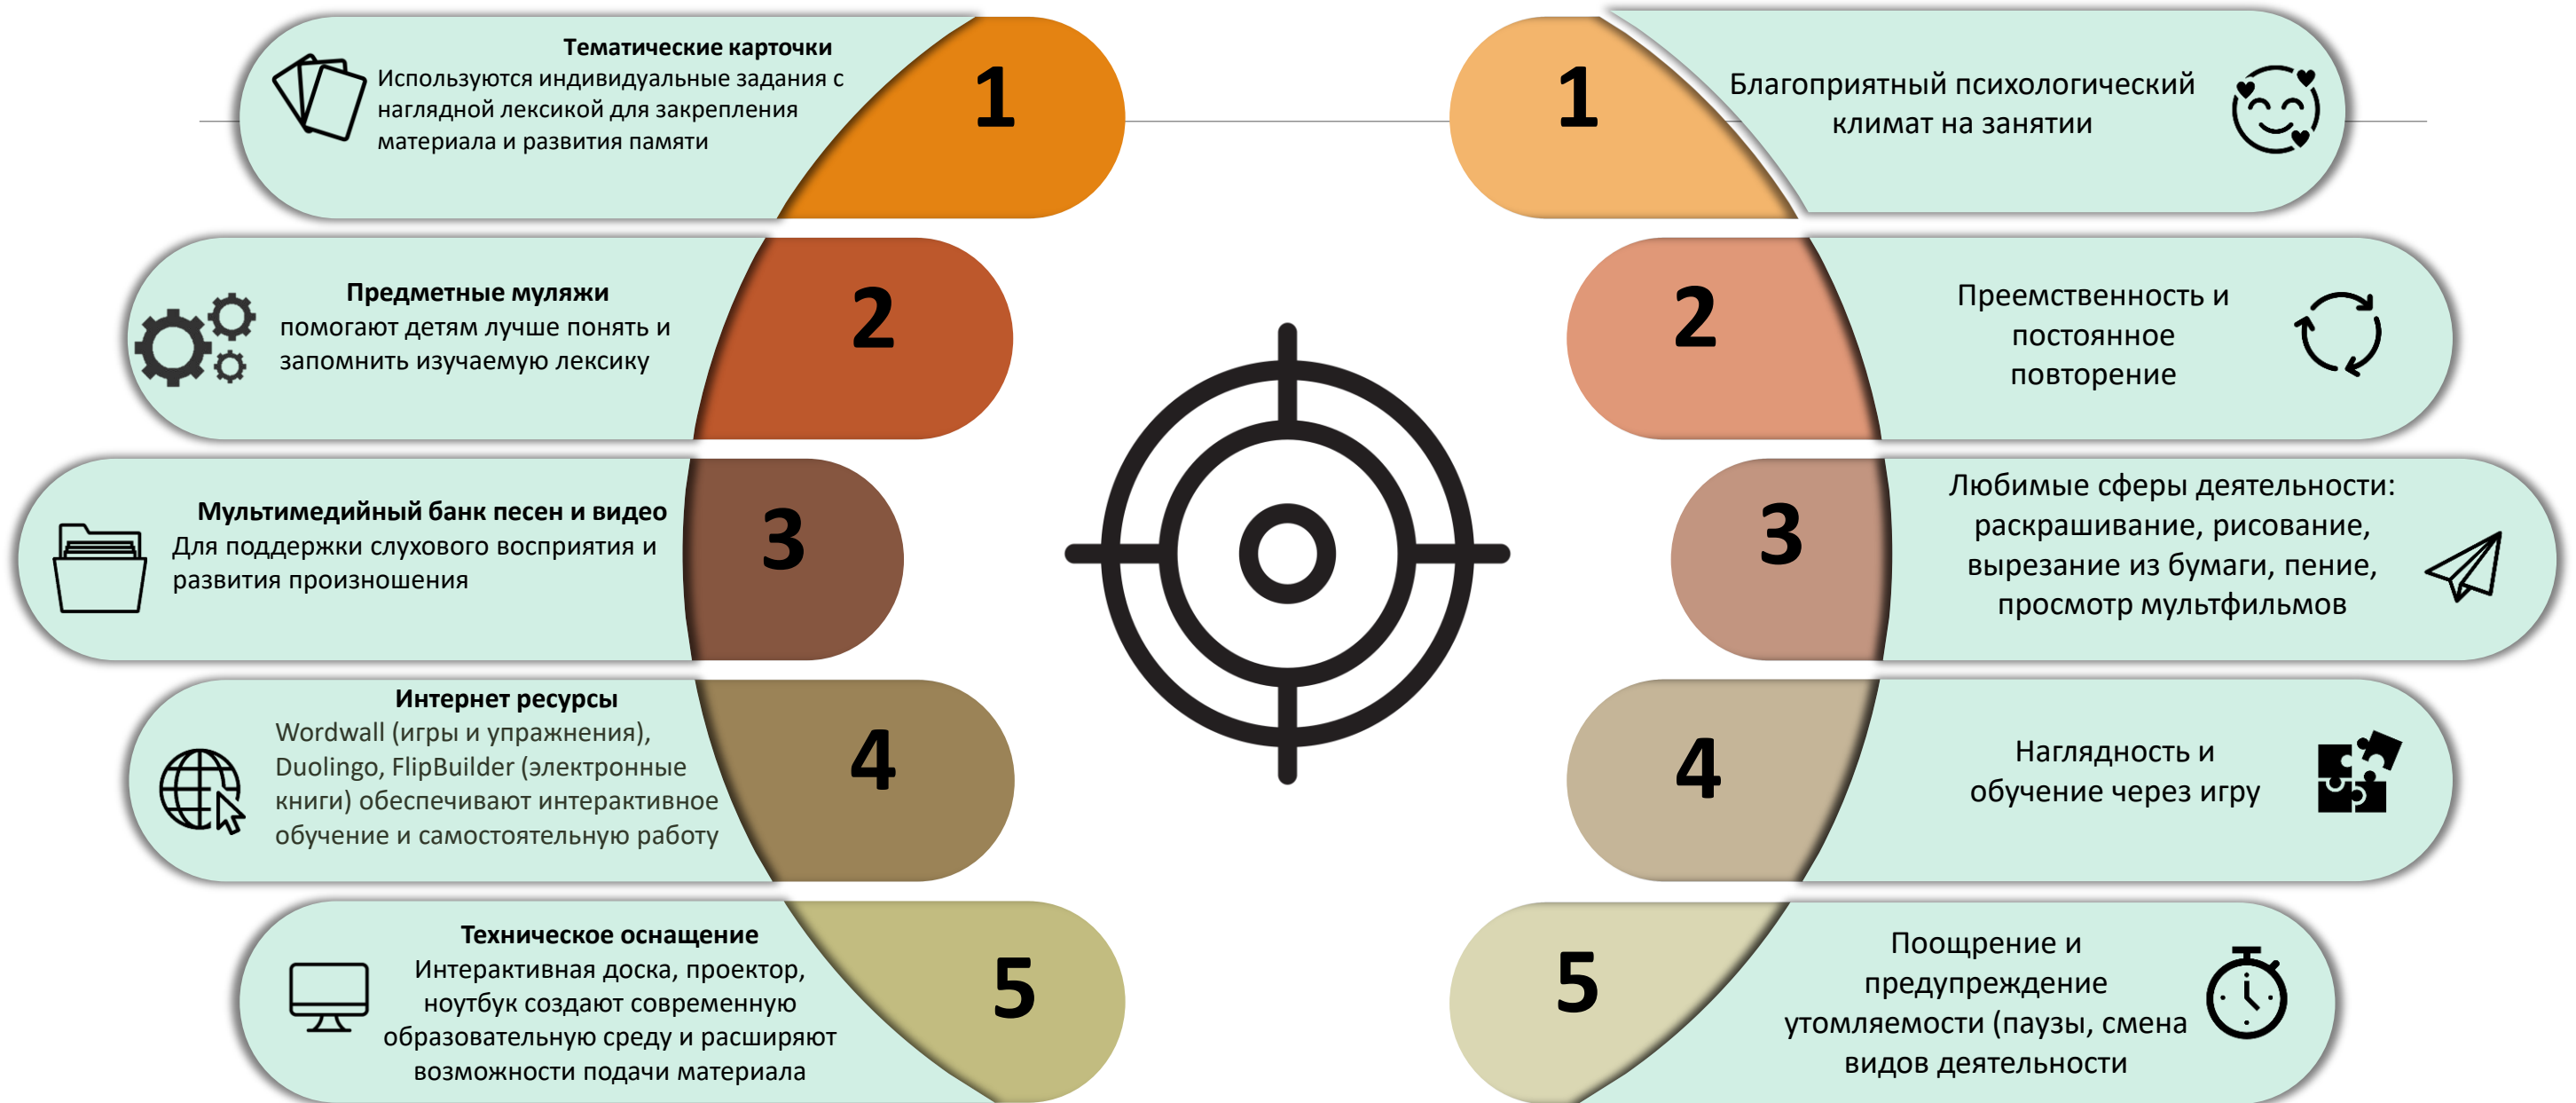 Тематические карточки
Используются индивидуальные задания с
наглядной лексикой для закрепления
материала и развития памяти
1
Предметные муляжи
помогают детям лучше понять и
запомнить изучаемую лексику
2
Мультимедийный банк песен и видео
Для поддержки слухового восприятия и
развития произношения
3
Интернет ресурсы
Wordwall (игры и упражнения),
Duolingo, FlipBuilder (электронные
книги) обеспечивают интерактивное
обучение и самостоятельную работу
4
Техническое оснащение
Интерактивная доска, проектор,
ноутбук создают современную
образовательную среду и расширяют
возможности подачи материала
5
1
Благоприятный психологический
климат на занятии
2
Преемственность и
постоянное
повторение
3
Любимые сферы деятельности:
раскрашивание, рисование,
вырезание из бумаги, пение,
просмотр мультфильмов
4
Наглядность и
обучение через игру
5
Поощрение и
предупреждение
утомляемости (паузы, смена
видов деятельности